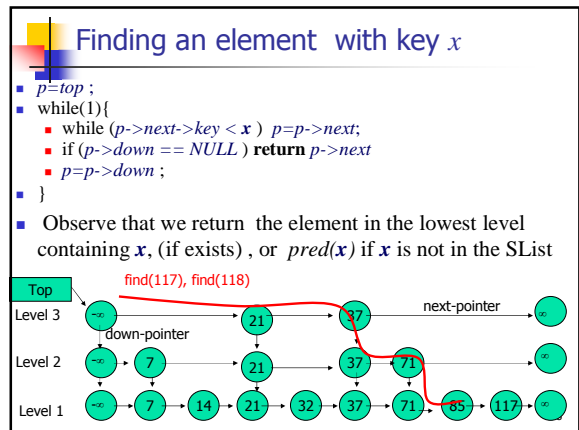 Finding an element with key x
p=top ;
while(1){
while (p->next->key < x ) p=p->next;
if (p->down == NULL ) return p->next
p=p->down ;
}
Observe that we return the element in the lowest level
containing x, (if exists) , or pred(x) if x is not in the SList
find(117), find(118)
Top
next-pointer
Level 3 -∞ 21 37 ∞
down-pointer
Level 2 -∞ 7 21 37 71 ∞
Level 1 -∞ 7 14 21 32 37 71 85 117 ∞